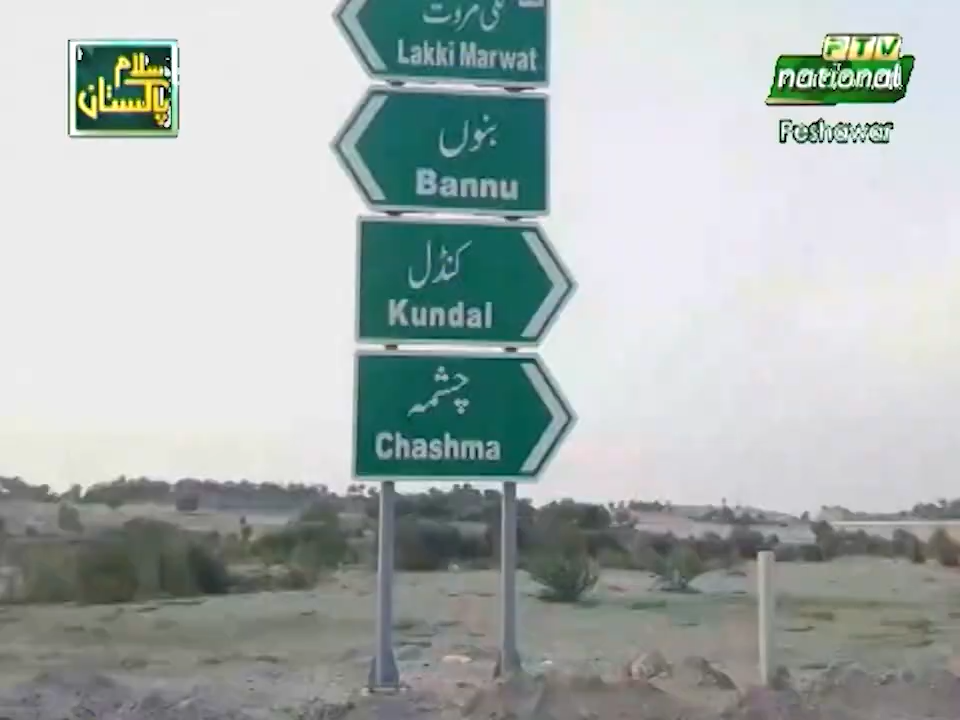 سلام
پاکستان
PTV
national
Peshawar
لکی مروت
Lakki Marwat
بنوں
Bannu
کنڈل
Kundal
چشمہ
Chashma